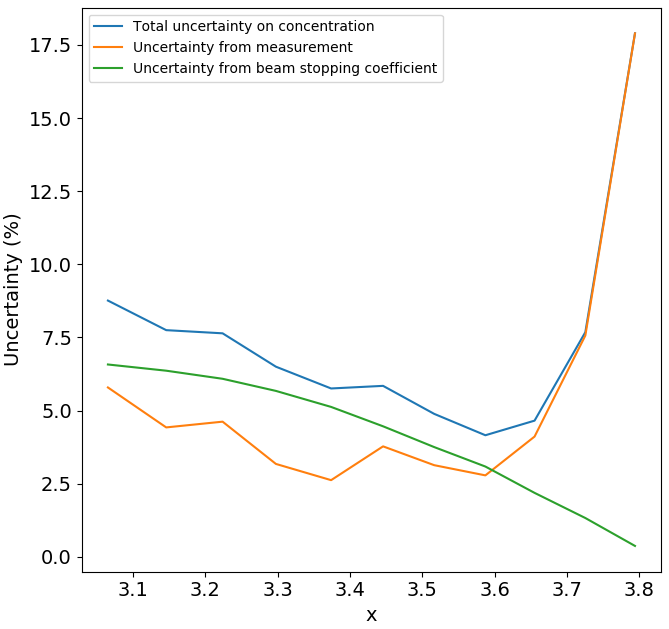 Total uncertainty on concentration
Uncertainty from measurement
Uncertainty from beam stopping coefficient
17.5
15.0
12.5
10.0
7.5
5.0
2.5
0.0
Uncertainty (%)
3.1 3.2 3.3 3.4 3.5 3.6 3.7 3.8
x